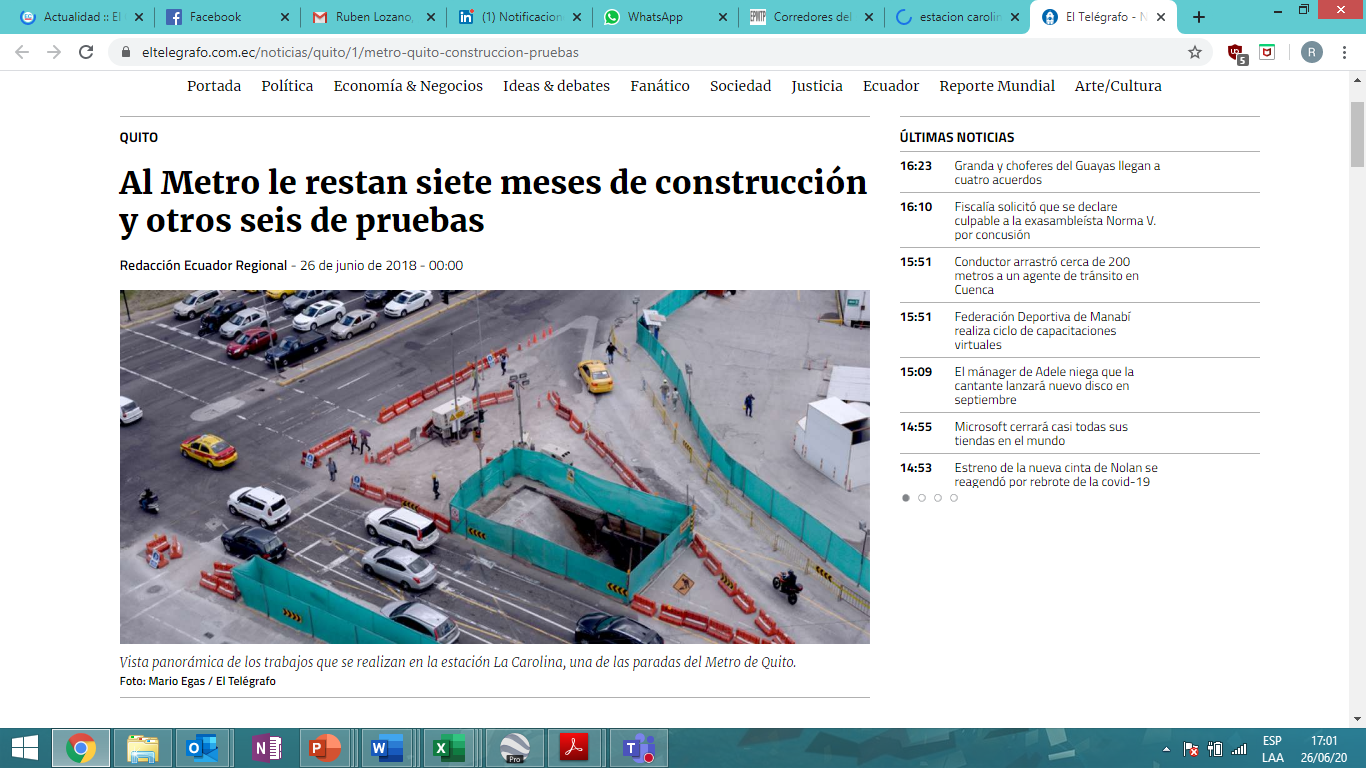 Actualidad :: El
Facebook
Ruben Lozano,
(1) Notificacion
WhatsApp
Corredores del
estacion carolin
El Telégrafo - N
eltelegrafo.com.ec/noticias/quito/1/metro-quito-construccion-pruebas
R
5
Portada Política Economía & Negocios Ideas & debates Fanático Sociedad Justicia Ecuador Reporte Mundial Arte/Cultura
QUITO
Al Metro le restan siete meses de construcción
y otros seis de pruebas
Redacción Ecuador Regional - 26 de junio de 2018 - 00:00
Vista panorámica de los trabajos que se realizan en la estación La Carolina, una de las paradas del Metro de Quito.
Foto: Mario Egas / El Telégrafo
ÚLTIMAS NOTICIAS
16:23 Granda y choferes del Guayas llegan a
cuatro acuerdos
16:10 Fiscalía solicitó que se declare
culpable a la exasambleísta Norma V.
por concusión
15:51 Conductor arrastró cerca de 200
metros a un agente de tránsito en
Cuenca
15:51 Federación Deportiva de Manabí
realiza ciclo de capacitaciones
virtuales
15:09 El mánager de Adele niega que la
cantante lanzará nuevo disco en
septiembre
14:55 Microsoft cerrará casi todas sus
tiendas en el mundo
14:53 Estreno de la nueva cinta de Nolan se
reagendó por rebrote de la covid-19
Pro
ESP
LAA
17:01
26/06/20